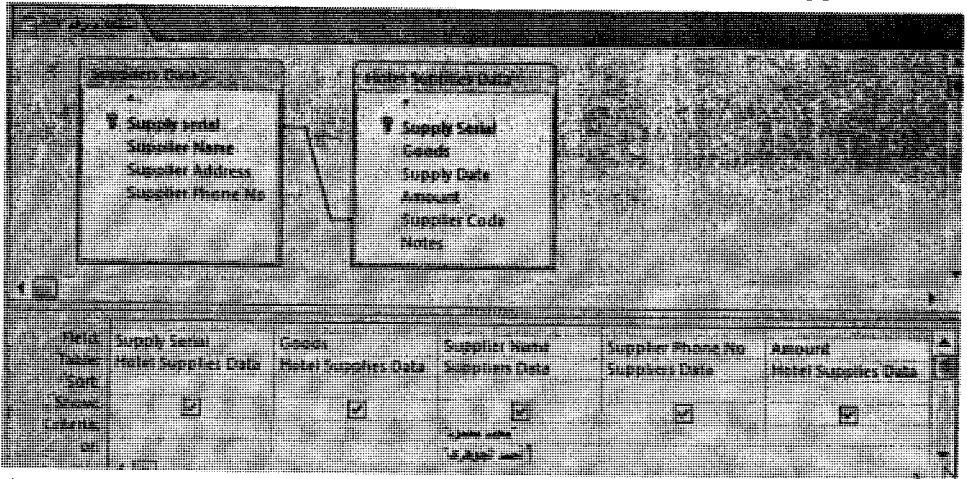 Suppliers Data
Hotel Supplies Data
*
*
Supply serial
Supplier Name
Supplier Address
Supplier Phone No
Supply Serial
Goods
Supply Date
Amount
Supplier Code
Notes
Field: Supply Serial Goods Supplier Name Supplier Phone No Amount
Table: Hotel Supplies Data Hotel Supplies Data Suppliers Data Suppliers Data Hotel Supplies Data
Sort:
Show:
Criteria:
or: